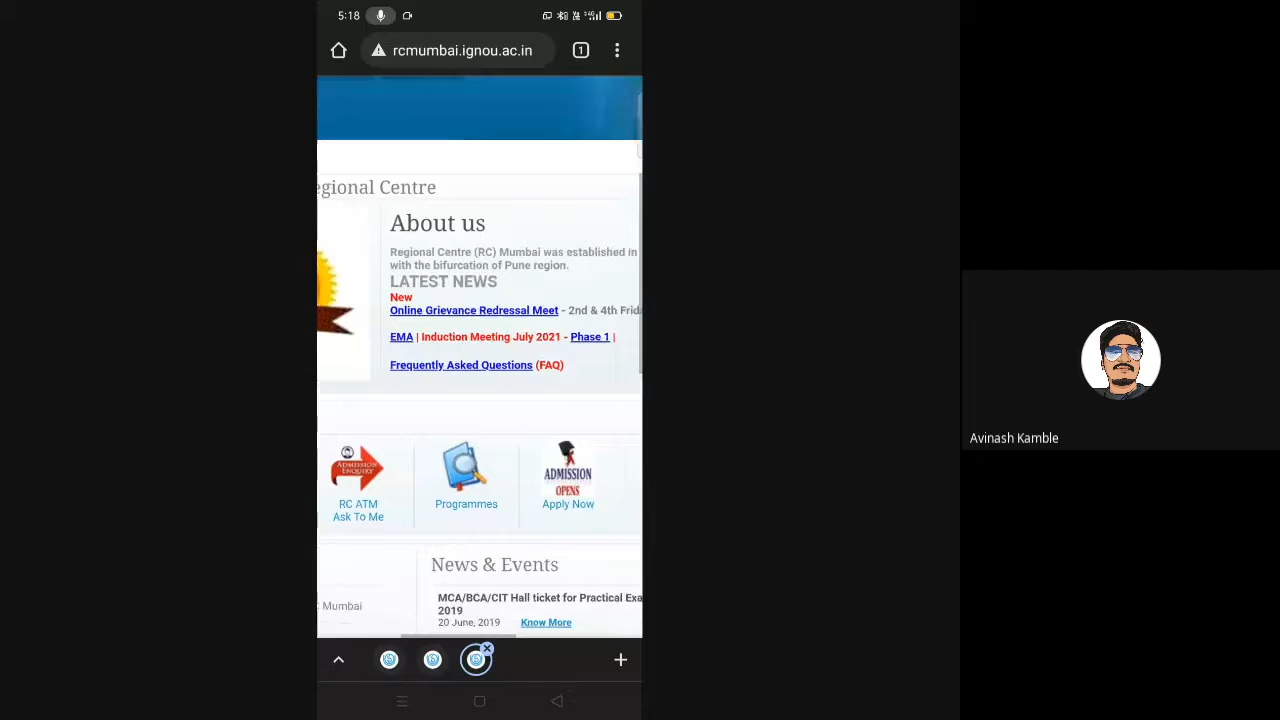 5:18
rcmumbai.ignou.ac.in
1
egional Centre
About us
Regional Centre (RC) Mumbai was established in
with the bifurcation of Pune region.
LATEST NEWS
New
Online Grievance Redressal Meet - 2nd & 4th Frid
EMA | Induction Meeting July 2021 - Phase 1 |
Frequently Asked Questions (FAQ)
ADMISSION
ENQUIRY
RC ATM
Ask To Me
Programmes
ADMISSION
OPENS
Apply Now
News & Events
MCA/BCA/CIT Hall ticket for Practical Exa
2019
20 June, 2019 Know More
Mumbai
Avinash Kamble